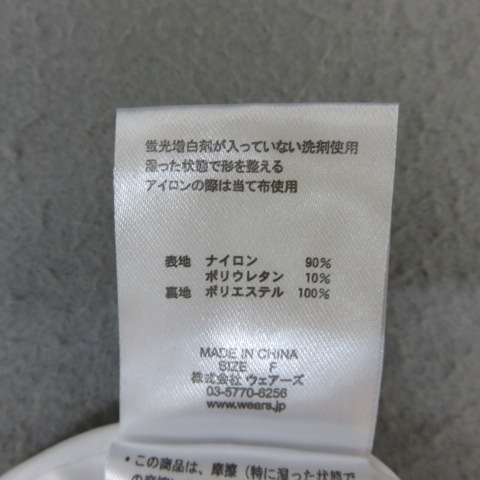 蛍光増白剤が入っていない洗剤使用
湿った状態で形を整える
アイロンの際は当て布使用
表地 ナイロン 90%
ポリウレタン 10%
裏地 ポリエステル 100%
MADE IN CHINA
SIZE F
株式会社 ウェアーズ
03-5770-6256
www.wears.jp
・この商品は、摩擦（特に湿った状態で
の摩擦